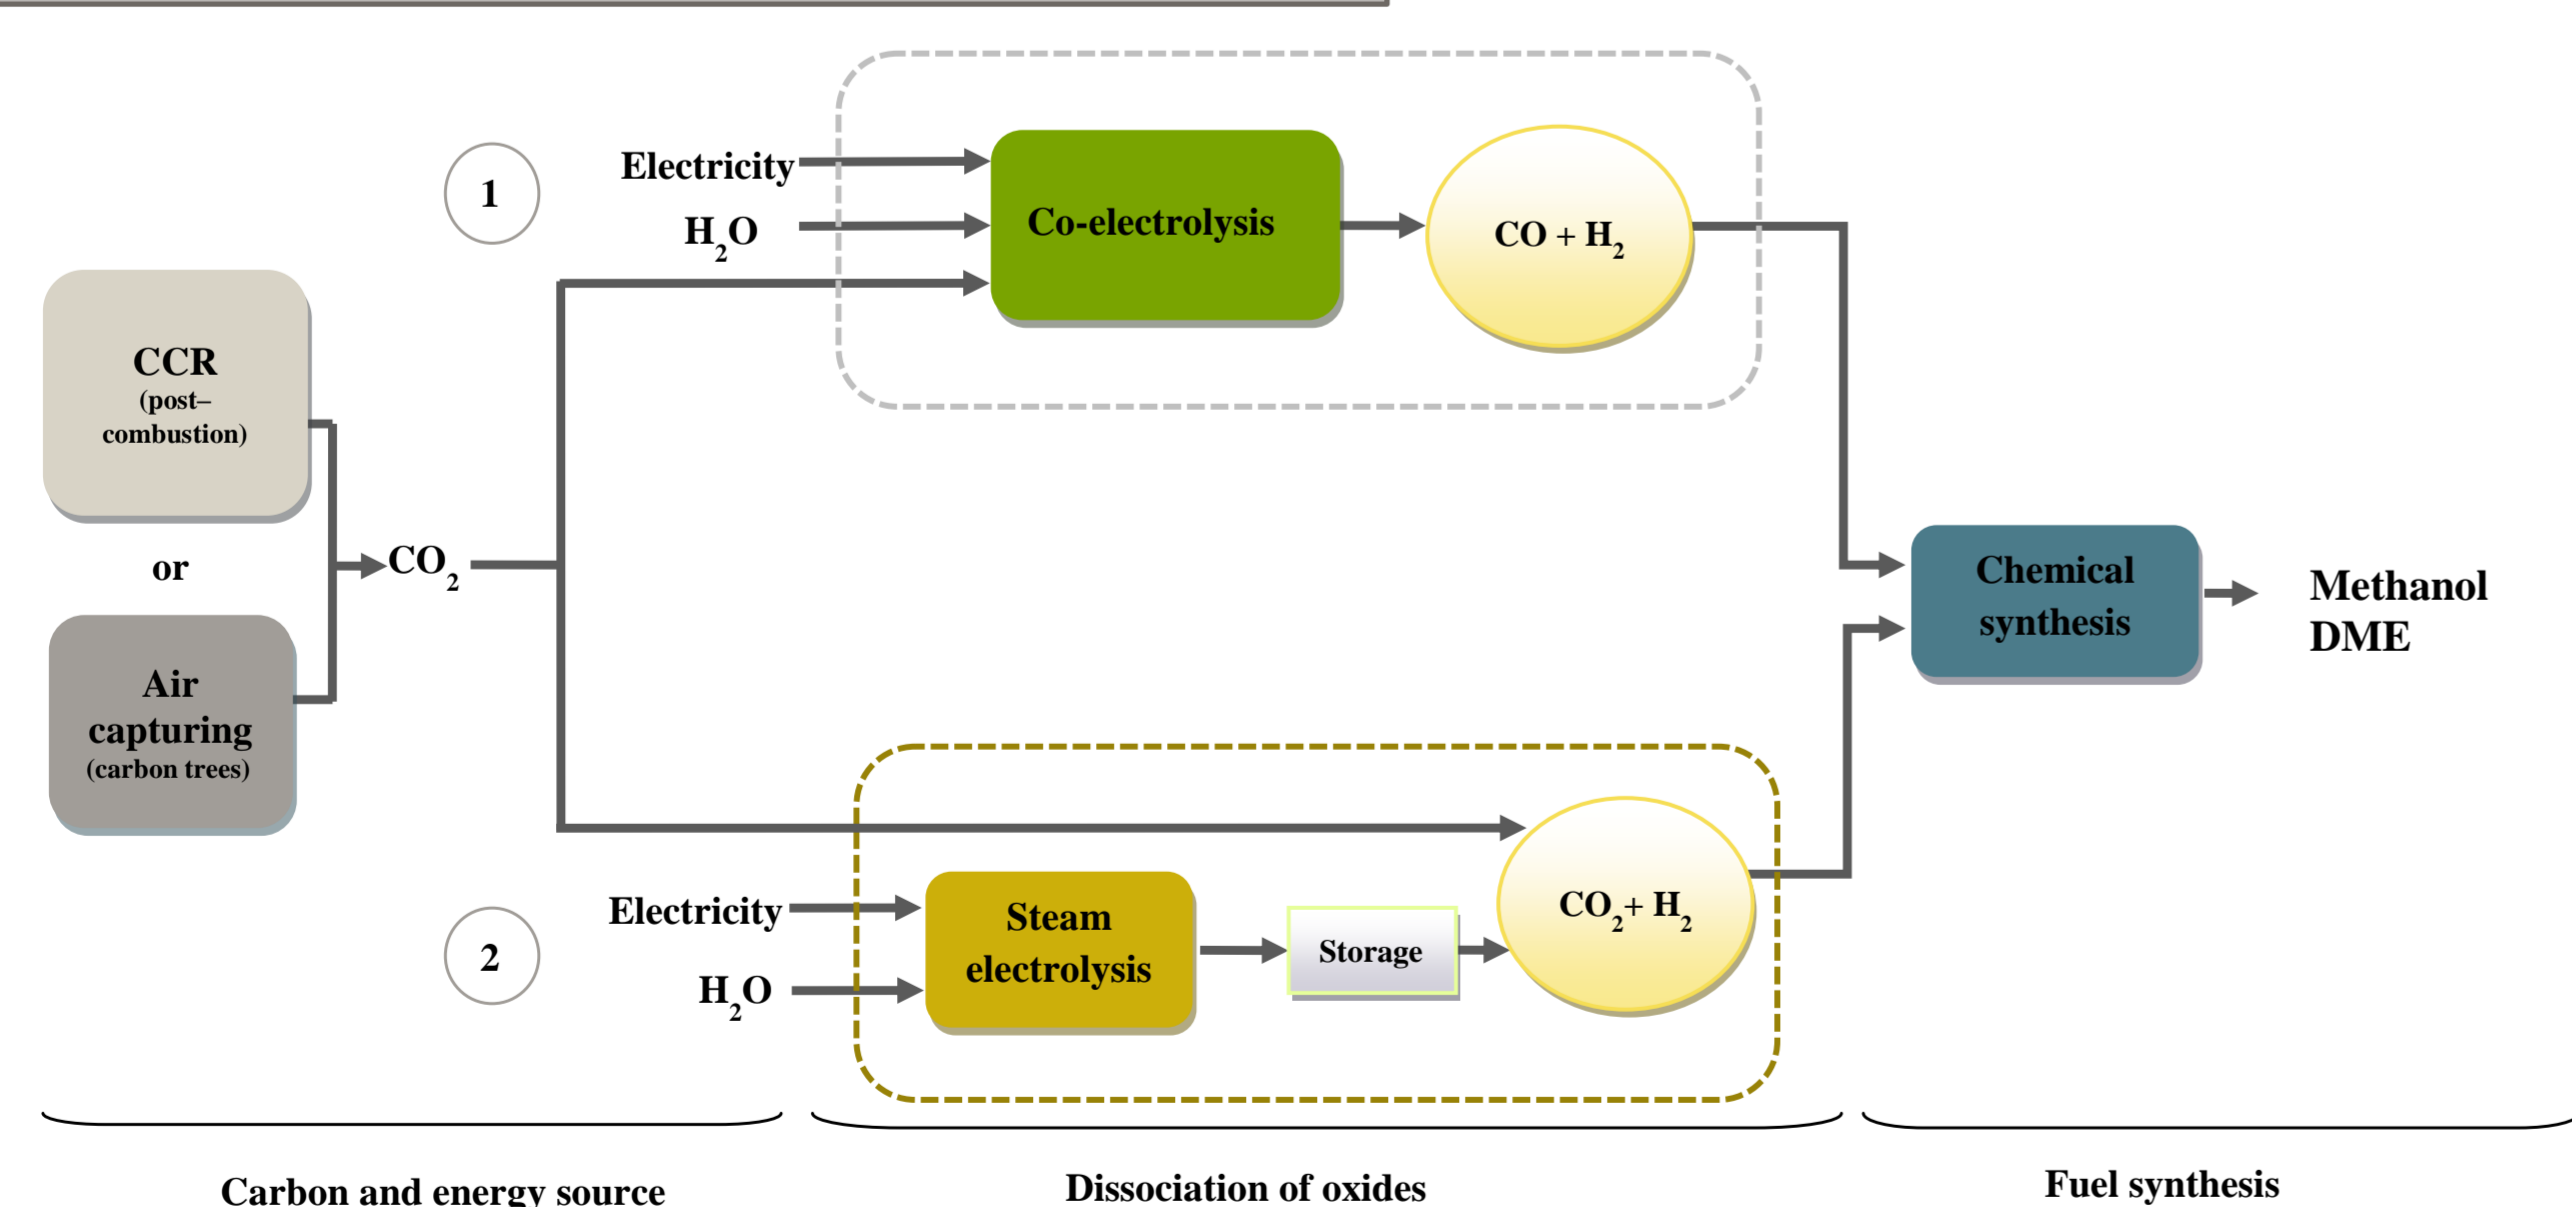 1
Electricity
H₂O
Co-electrolysis
CO + H₂
CCR
(post–
combustion)
or
CO₂
Air
capturing
(carbon trees)
Chemical
synthesis
Methanol
DME
2
Electricity
H₂O
Steam
electrolysis
Storage
CO₂+ H₂
Carbon and energy source
Dissociation of oxides
Fuel synthesis